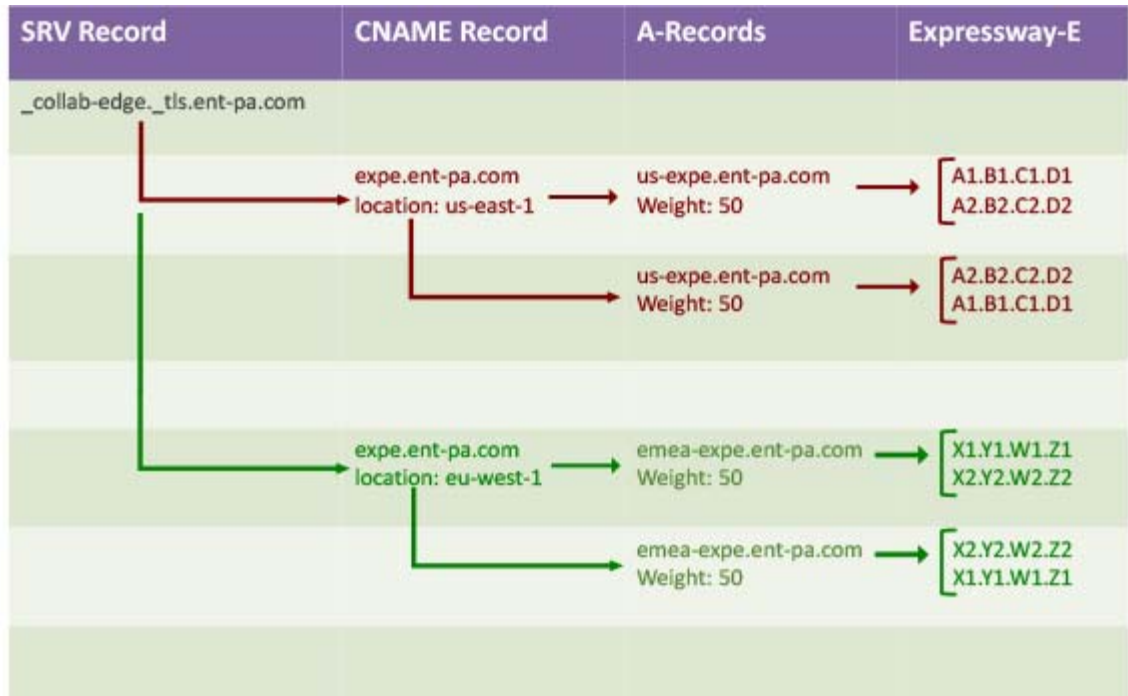 SRV Record CNAME Record A-Records Expressway-E
_collab-edge._tls.ent-pa.com
expe.ent-pa.com us-expe.ent-pa.com A1.B1.C1.D1
location: us-east-1 Weight: 50 A2.B2.C2.D2
us-expe.ent-pa.com A2.B2.C2.D2
Weight: 50 A1.B1.C1.D1
expe.ent-pa.com emea-expe.ent-pa.com X1.Y1.W1.Z1
location: eu-west-1 Weight: 50 X2.Y2.W2.Z2
emea-expe.ent-pa.com X2.Y2.W2.Z2
Weight: 50 X1.Y1.W1.Z1